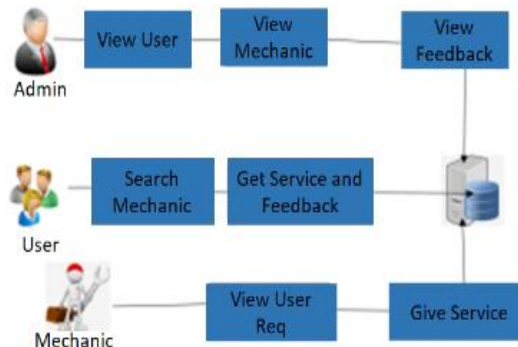 View User
View
Mechanic
View
Feedback
Admin
Search
Mechanic
Get Service and
Feedback
User
View User
Req
Give Service
Mechanic